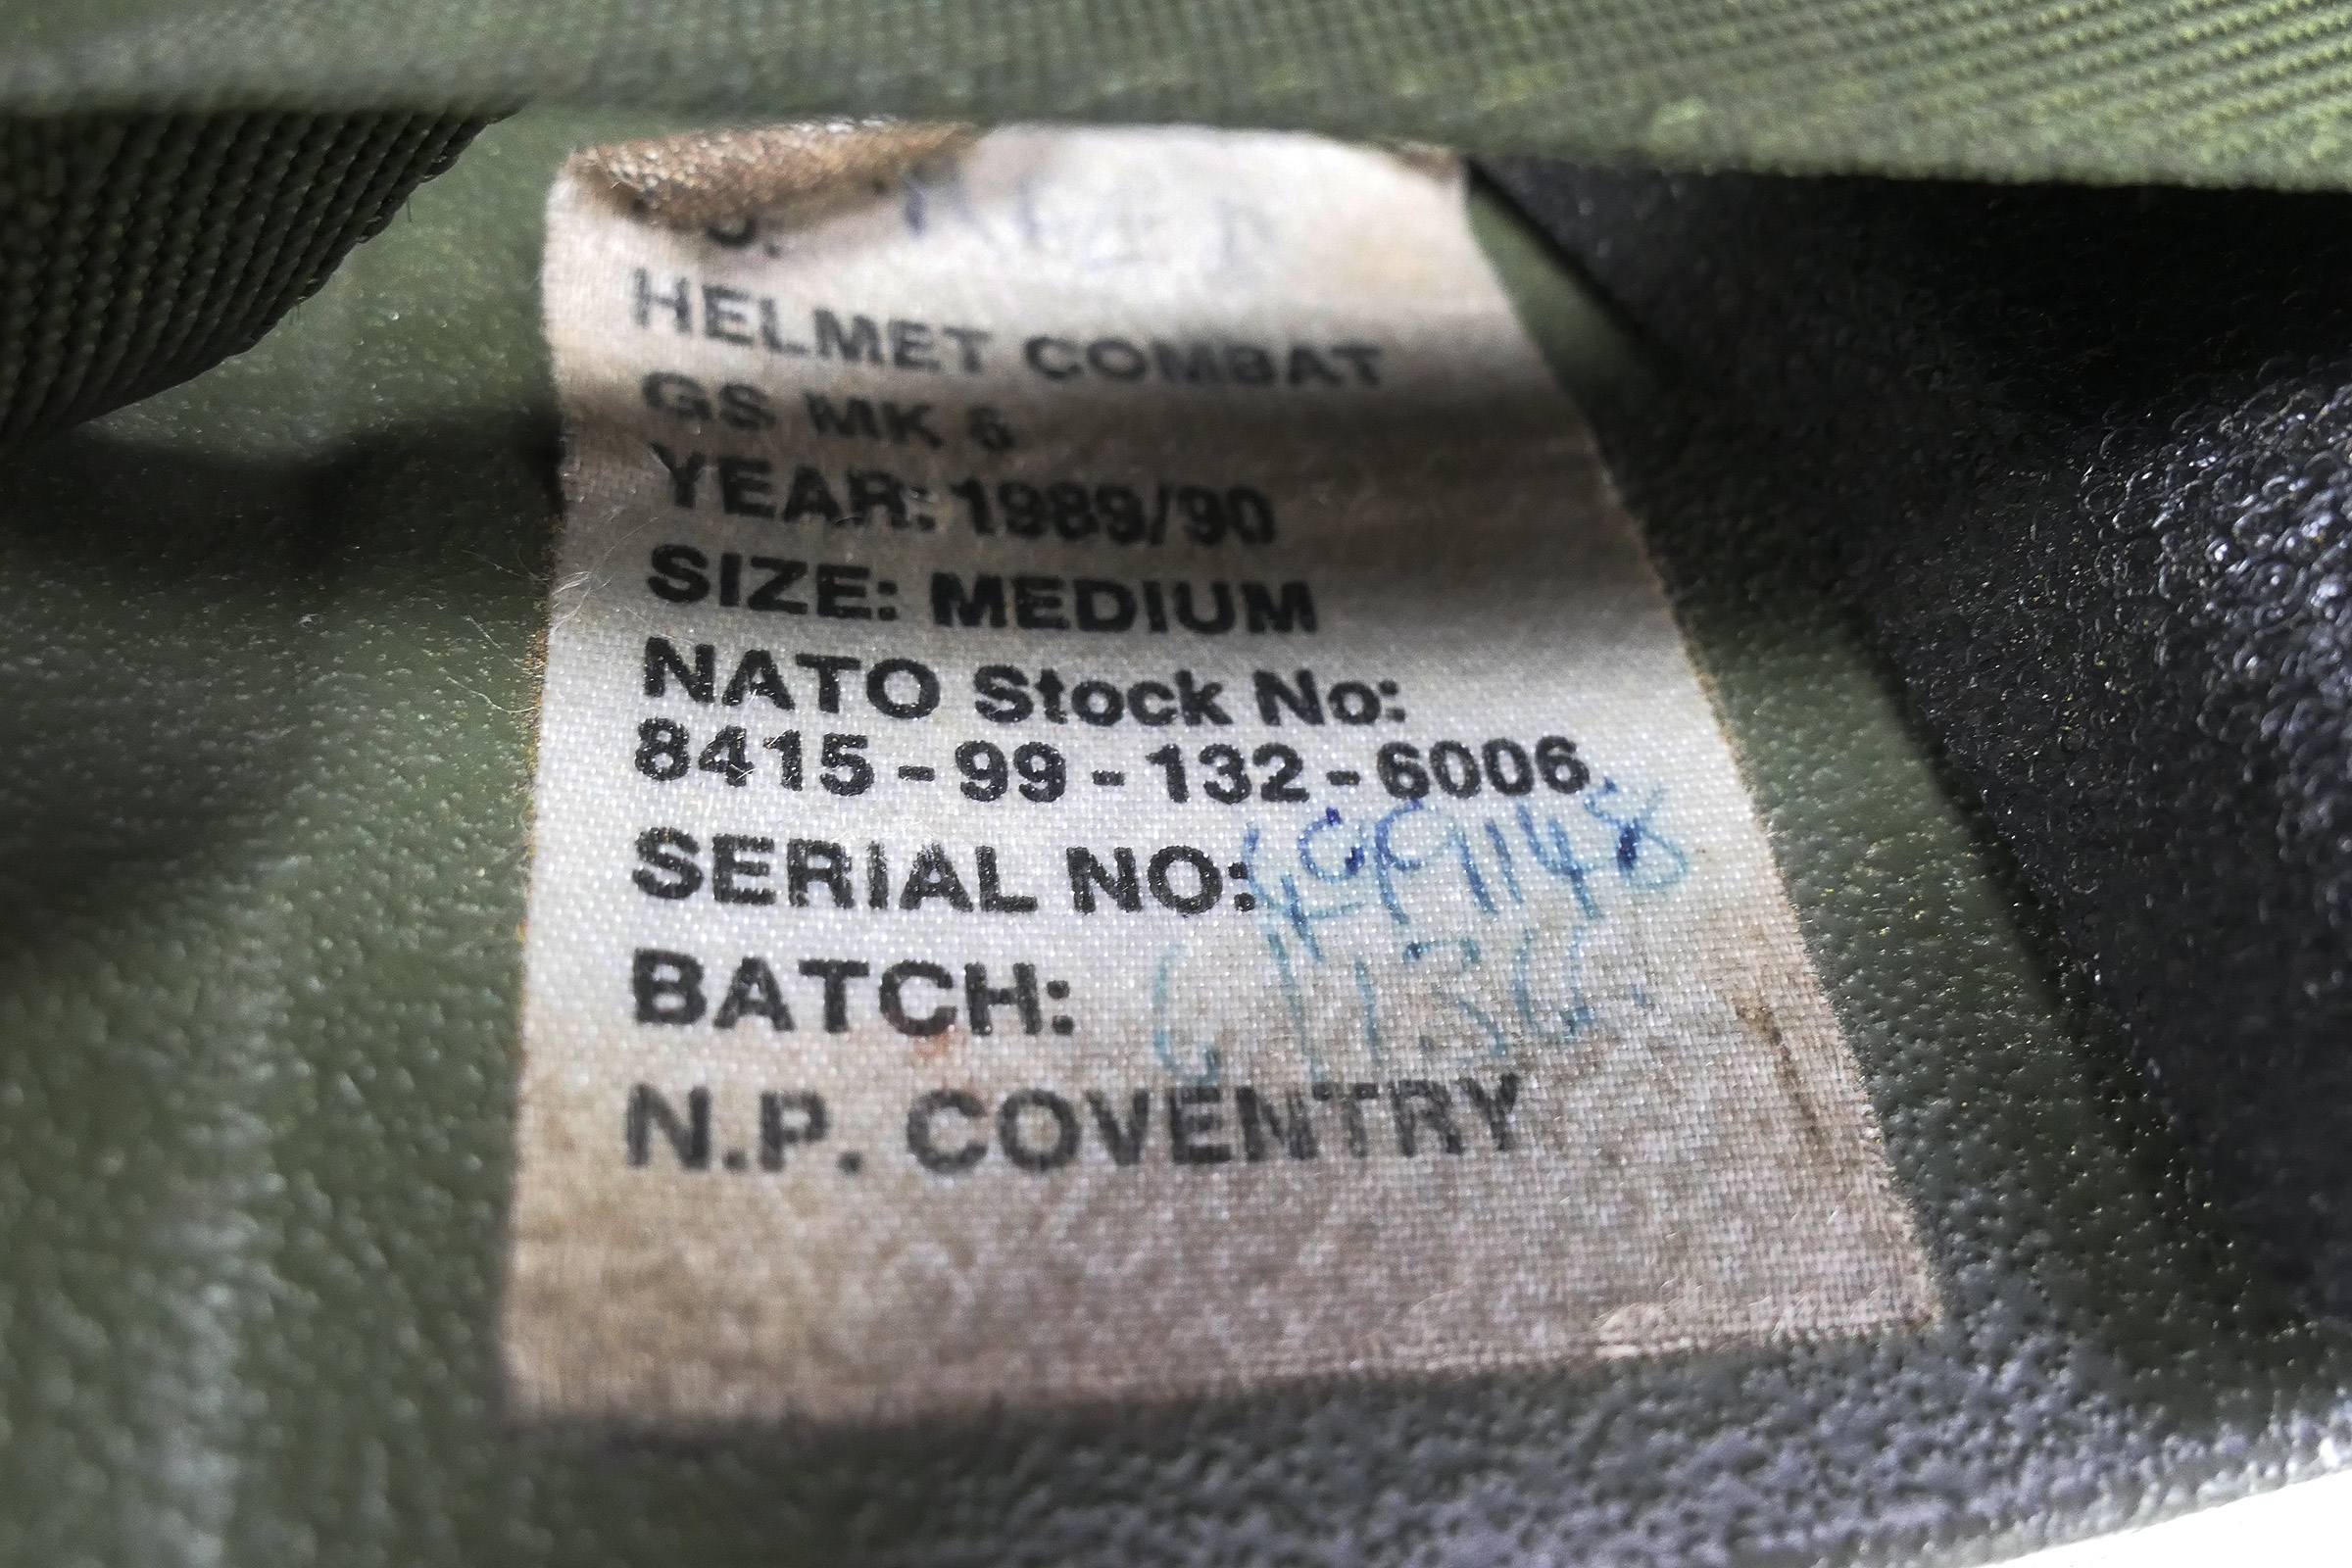 HELMET COMBAT
GS MK 6
YEAR: 1989/90
SIZE: MEDIUM
NATO Stock No:
8415-99-132-6006
SERIAL NO:
BATCH:
N.P. COVENTRY